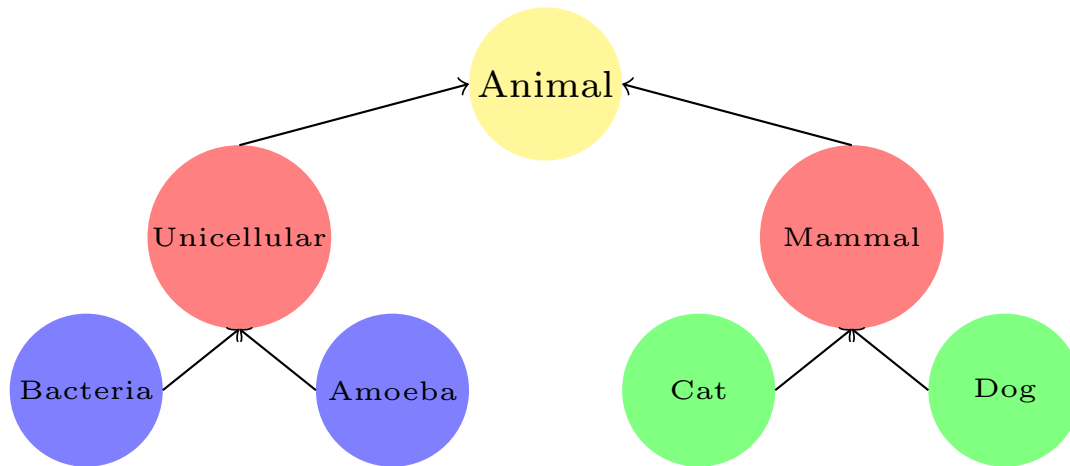 Animal
Unicellular
Mammal
Bacteria
Amoeba
Cat
Dog